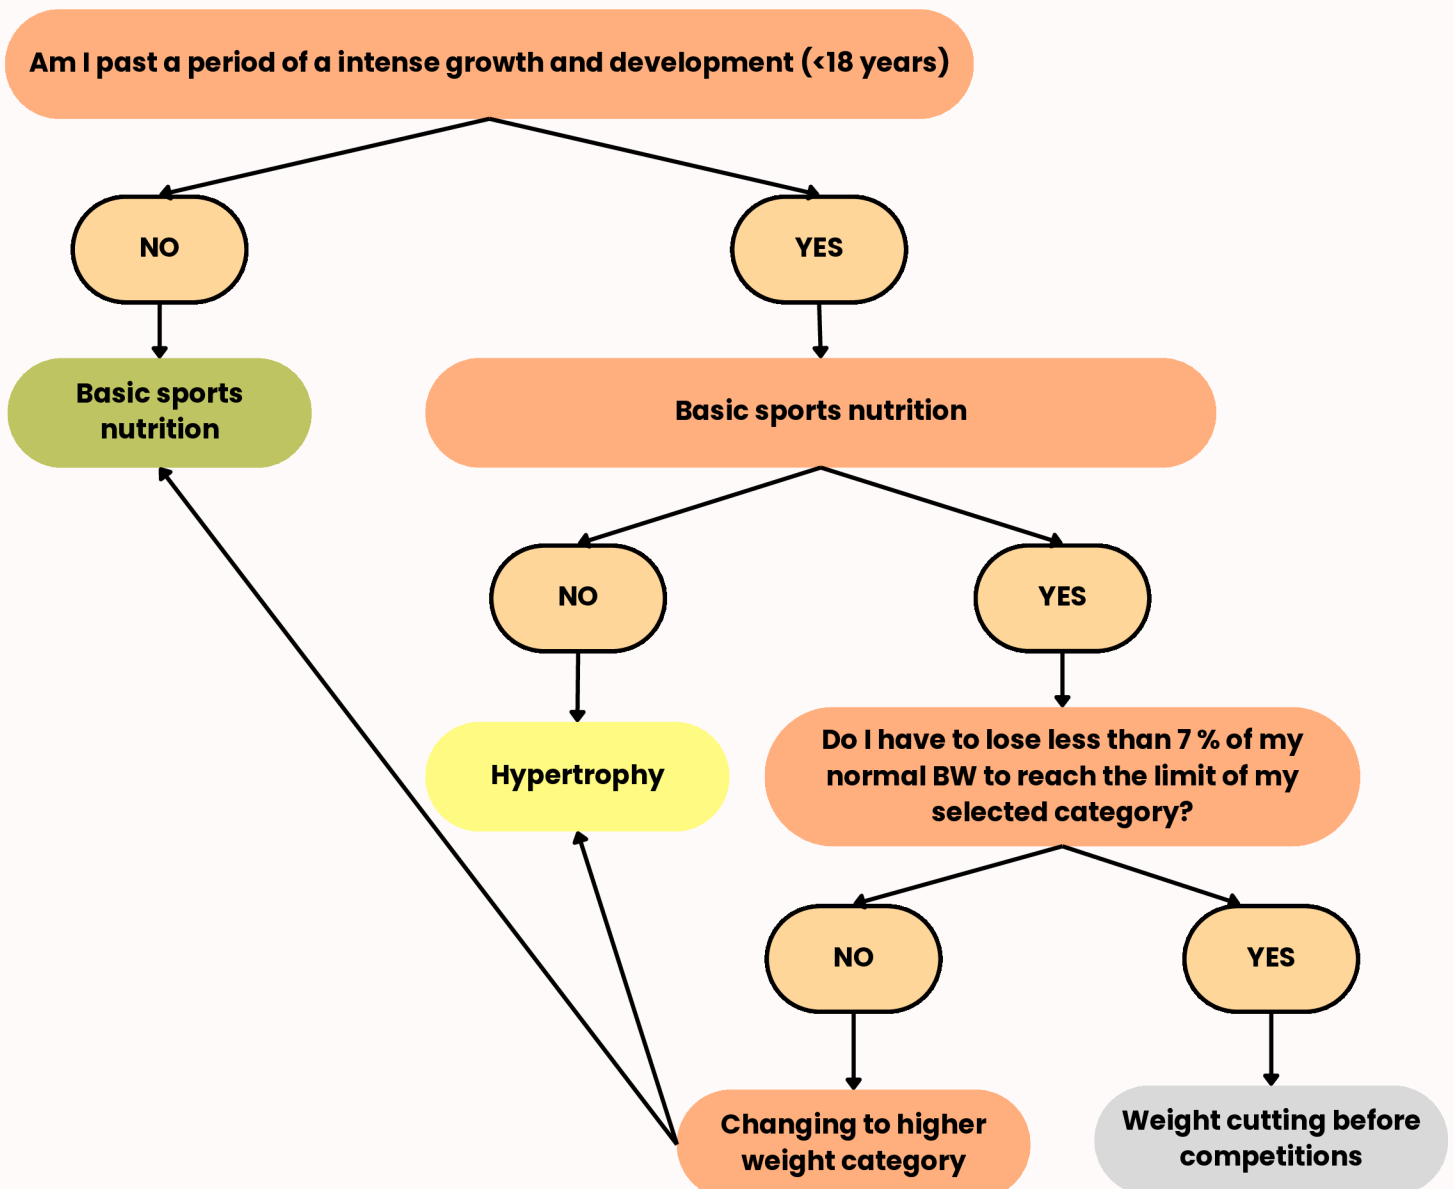 Am I past a period of a intense growth and development (<18 years)
NO
YES
Basic sports
nutrition
Basic sports nutrition
NO
YES
Hypertrophy
Do I have to lose less than 7 % of my
normal BW to reach the limit of my
selected category?
NO
YES
Changing to higher
weight category
Weight cutting before
competitions